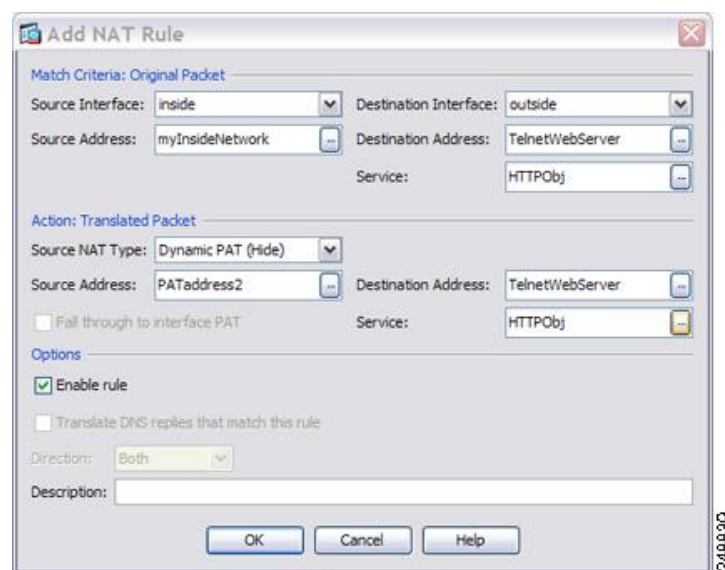 Add NAT Rule
Match Criteria: Original Packet
Source Interface: inside Destination Interface: outside
Source Address: myInsideNetwork ... Destination Address: TelnetWebServer ...
Service: HTTPObj ...
Action: Translated Packet
Source NAT Type: Dynamic PAT (Hide)
Source Address: PATaddress2 ... Destination Address: TelnetWebServer ...
Fall through to interface PAT Service: HTTPObj ...
Options
Enable rule
Translate DNS replies that match this rule
Direction: Both
Description:
OK Cancel Help